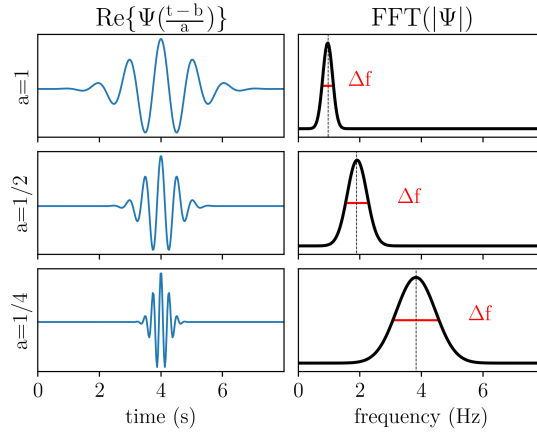 Re{Ψ(t−b/a)} FFT(|Ψ|)
a=1
Δf
a=1/2
Δf
a=1/4
Δf
0 2 4 6 0 2 4 6
time (s) frequency (Hz)